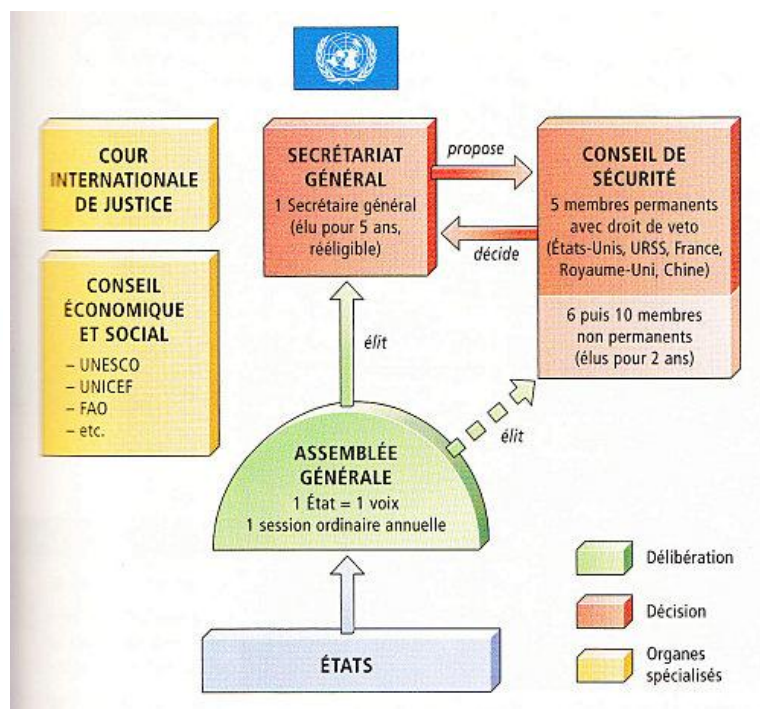 COUR
INTERNATIONALE
DE JUSTICE
CONSEIL
ÉCONOMIQUE
ET SOCIAL
– UNESCO
– UNICEF
– FAO
– etc.
SECRÉTARIAT
GÉNÉRAL
1 Secrétaire général
(élu pour 5 ans,
rééligible)
propose
décide
CONSEIL DE
SÉCURITÉ
5 membres permanents
avec droit de veto
(États-Unis, URSS, France,
Royaume-Uni, Chine)
6 puis 10 membres
non permanents
(élus pour 2 ans)
élit
élit
ASSEMBLÉE
GÉNÉRALE
1 État = 1 voix
1 session ordinaire annuelle
ÉTATS
Délibération
Décision
Organes
spécialisés